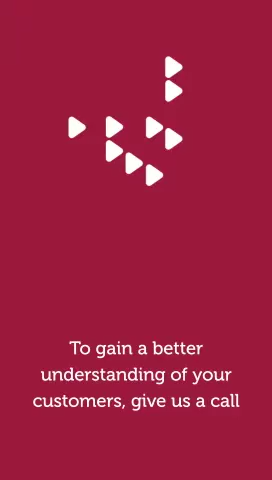 To gain a better
understanding of your
customers, give us a call